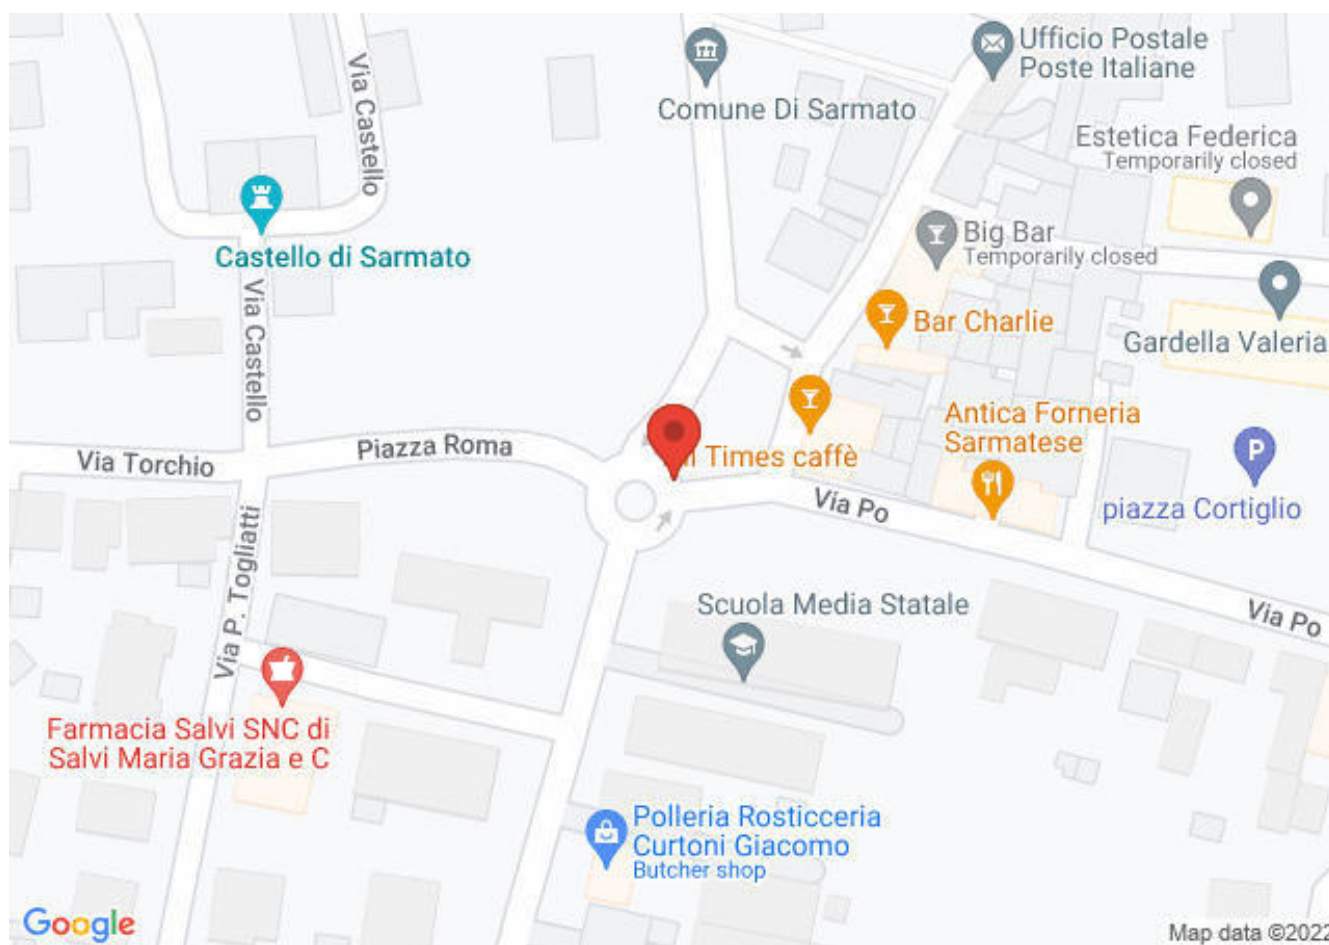 Ufficio Postale
Poste Italiane
Via Castello
Comune Di Sarmato
Estetica Federica
Temporarily closed
Castello di Sarmato
Big Bar
Temporarily closed
Via Castello
Bar Charlie
Gardella Valeria
Antica Forneria
Sarmatese
Piazza Roma
Via Torchio
Times caffè
Via Po
P
piazza Cortiglio
Via P. Togliatti
Scuola Media Statale
Via Po
Farmacia Salvi SNC di
Salvi Maria Grazia e C
Polleria Rosticceria
Curtoni Giacomo
Butcher shop
Google
Map data ©2022